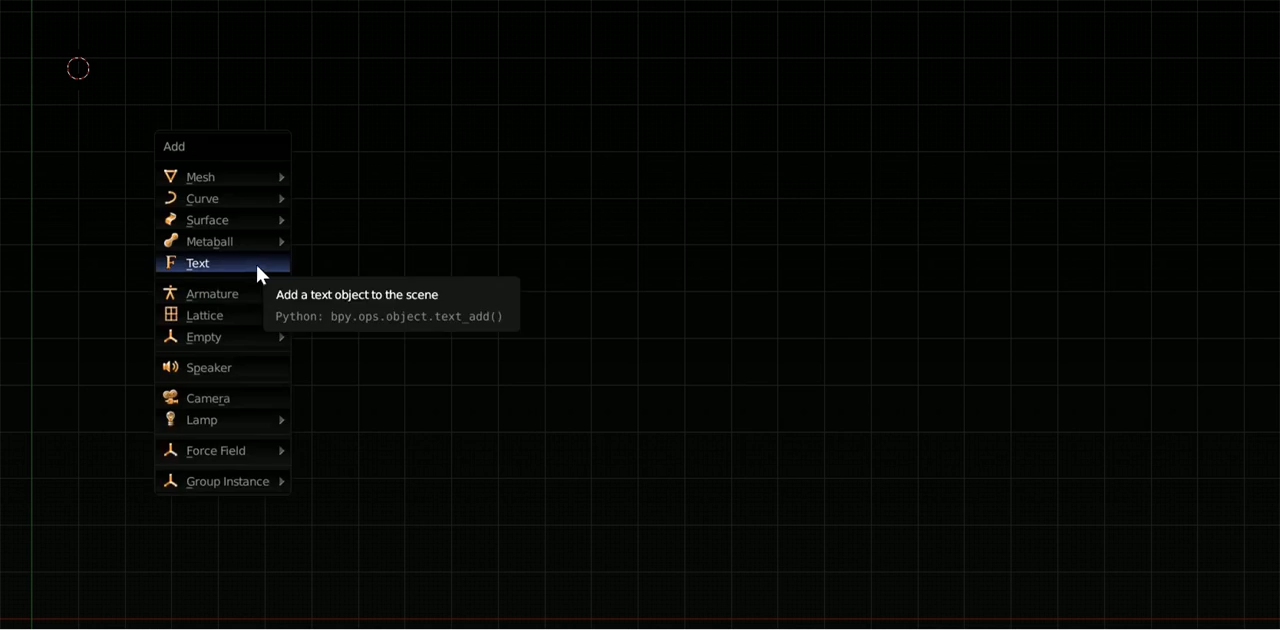 Add
Mesh
Curve
Surface
Metaball
Text
Add a text object to the scene
Python: bpy.ops.object.text_add()
Armature
Lattice
Empty
Speaker
Camera
Lamp
Force Field
Group Instance